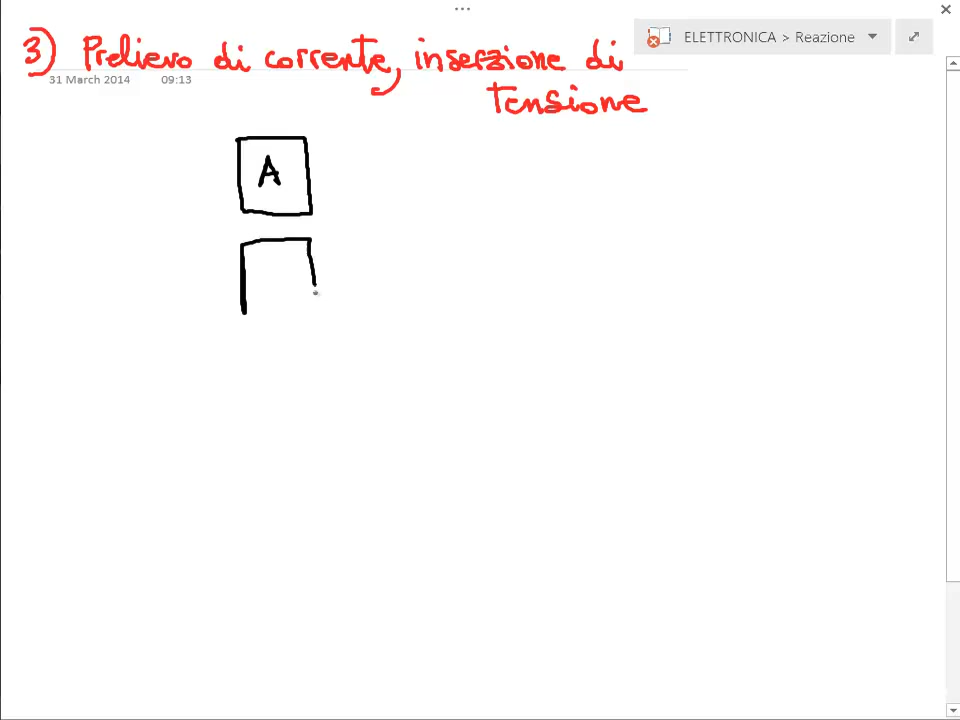 ELETTRONICA > Reazione
3) Prelievo di corrente, inserzione di
tensione
31 March 2014 09:13
A